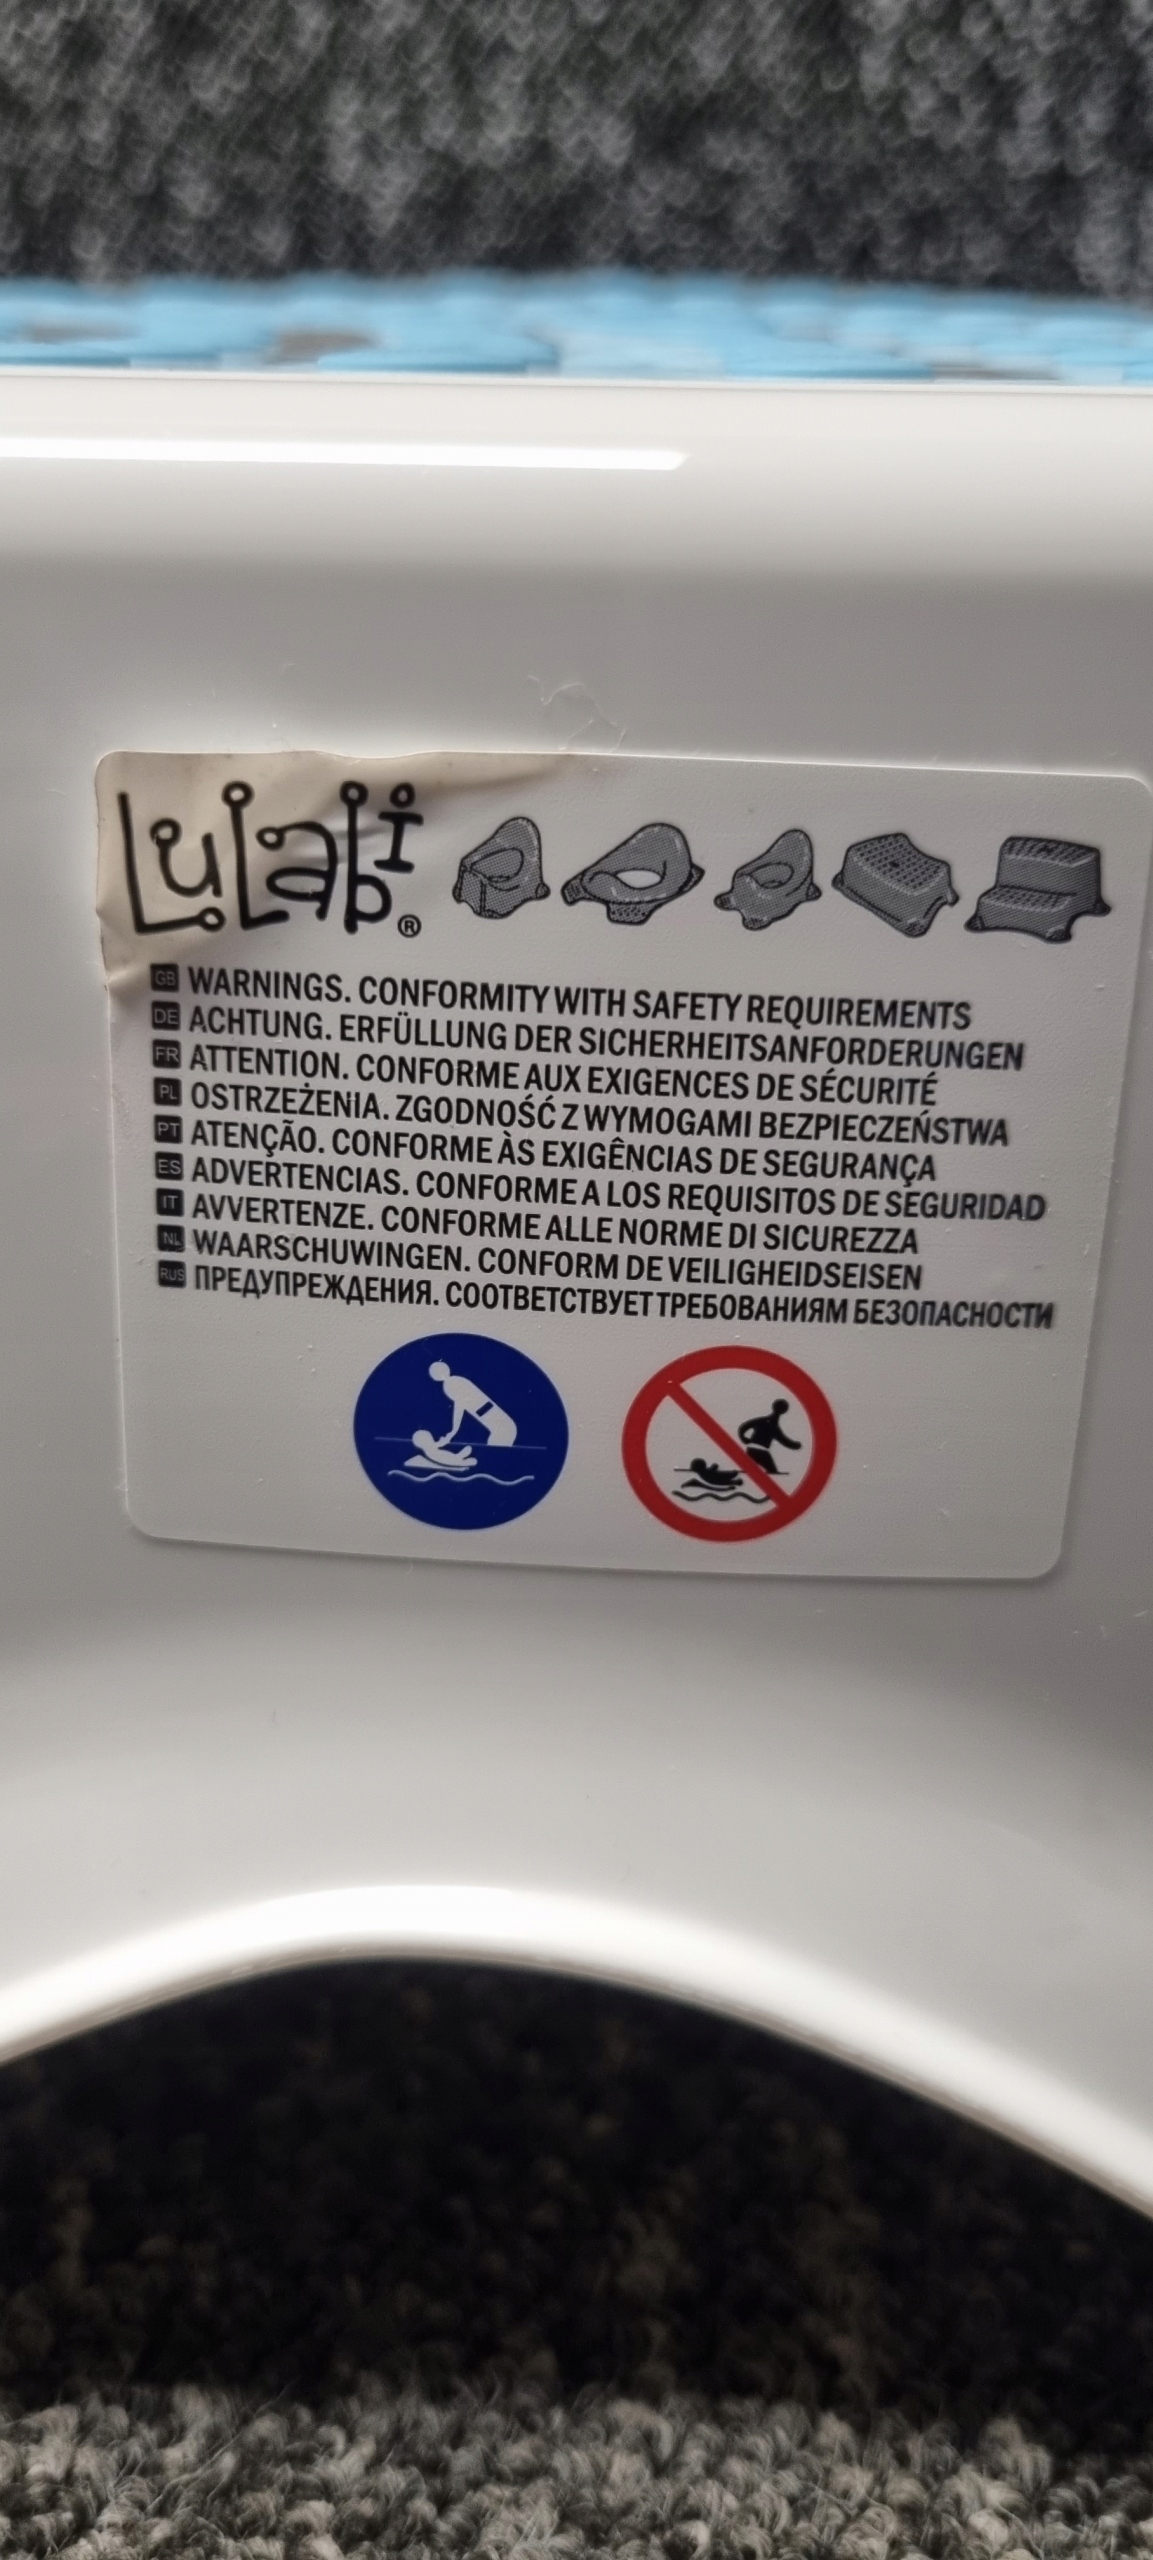 LuLabi®
GB WARNINGS. CONFORMITY WITH SAFETY REQUIREMENTS
DE ACHTUNG. ERFÜLLUNG DER SICHERHEITSANFORDERUNGEN
FR ATTENTION. CONFORME AUX EXIGENCES DE SÉCURITÉ
PL OSTRZEŻENIA. ZGODNOŚĆ Z WYMOGAMI BEZPIECZEŃSTWA
PT ATENÇÃO. CONFORME ÀS EXIGÊNCIAS DE SEGURANÇA
ES ADVERTENCIAS. CONFORME A LOS REQUISITOS DE SEGURIDAD
IT AVVERTENZE. CONFORME ALLE NORME DI SICUREZZA
NL WAARSCHUWINGEN. CONFORM DE VEILIGHEIDSEISEN
RUS ПРЕДУПРЕЖДЕНИЯ. СООТВЕТСТВУЕТ ТРЕБОВАНИЯМ БЕЗОПАСНОСТИ